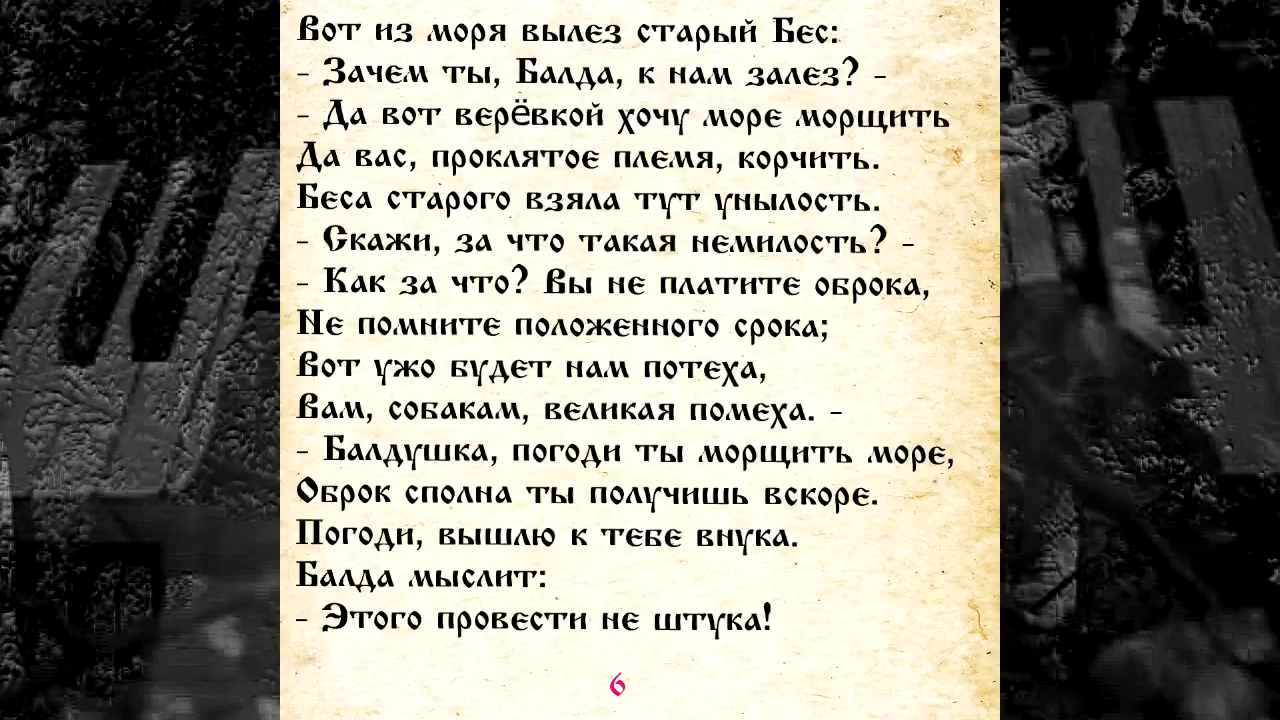 Вот из моря вылез старый Бес:
- Зачем ты, Балда, к нам залез? -
- Да вот верёвкой хочу море морщить
Да вас, проклятое племя, корчить.
Беса старого взяла тут унылость.
- Скажи, за что такая немилость? -
- Как за что? Вы не платите оброка,
Не помните положенного срока;
Вот ужо будет нам потеха,
Вам, собакам, великая помеха. -
- Балдушка, погоди ты морщить море,
Оброк сполна ты получишь вскоре.
Погоди, вышлю к тебе внука.
Балда мыслит:
- Этого провести не штука!
6